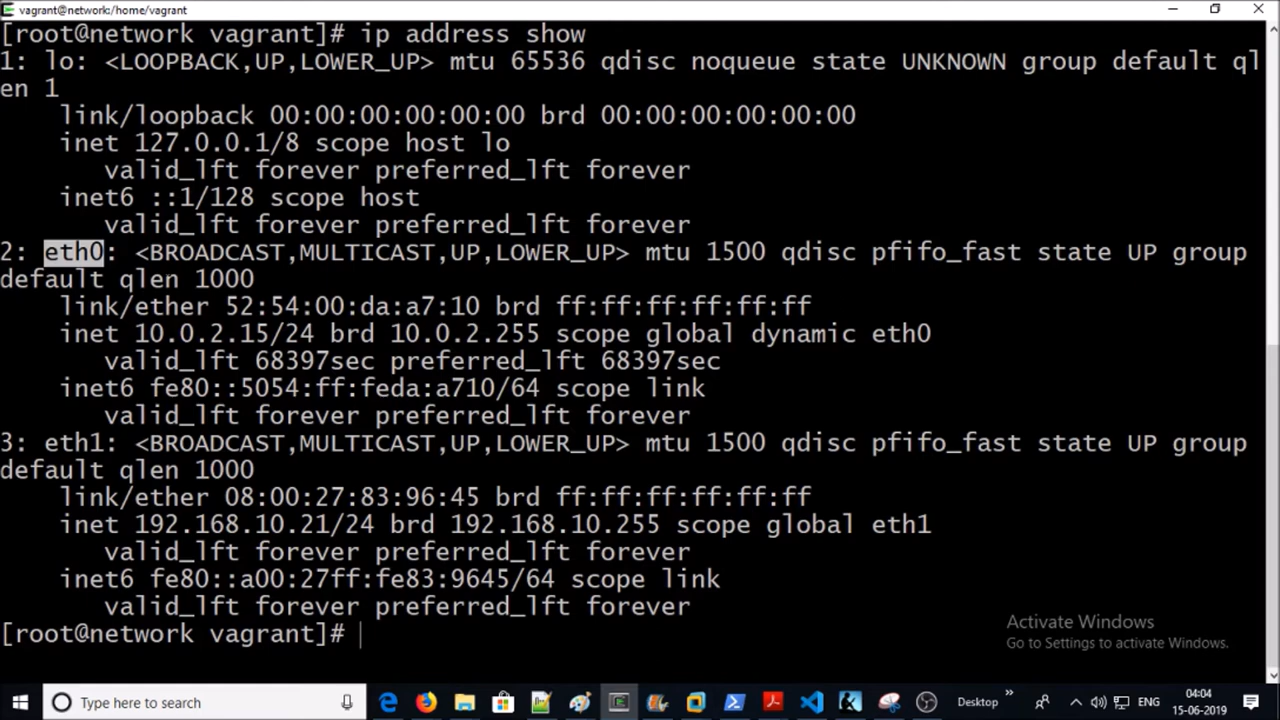 vagrant@network:/home/vagrant
[root@network vagrant]# ip address show
1: lo: <LOOPBACK,UP,LOWER_UP> mtu 65536 qdisc noqueue state UNKNOWN group default ql
en 1
    link/loopback 00:00:00:00:00:00 brd 00:00:00:00:00:00
    inet 127.0.0.1/8 scope host lo
       valid_lft forever preferred_lft forever
    inet6 ::1/128 scope host
       valid_lft forever preferred_lft forever
2: eth0: <BROADCAST,MULTICAST,UP,LOWER_UP> mtu 1500 qdisc pfifo_fast state UP group
default qlen 1000
    link/ether 52:54:00:da:a7:10 brd ff:ff:ff:ff:ff:ff
    inet 10.0.2.15/24 brd 10.0.2.255 scope global dynamic eth0
       valid_lft 68397sec preferred_lft 68397sec
    inet6 fe80::5054:ff:feda:a710/64 scope link
       valid_lft forever preferred_lft forever
3: eth1: <BROADCAST,MULTICAST,UP,LOWER_UP> mtu 1500 qdisc pfifo_fast state UP group
default qlen 1000
    link/ether 08:00:27:83:96:45 brd ff:ff:ff:ff:ff:ff
    inet 192.168.10.21/24 brd 192.168.10.255 scope global eth1
       valid_lft forever preferred_lft forever
    inet6 fe80::a00:27ff:fe83:9645/64 scope link
       valid_lft forever preferred_lft forever
[root@network vagrant]#
Activate Windows
Go to Settings to activate Windows.
Type here to search
Desktop
ENG
04:04
15-06-2019